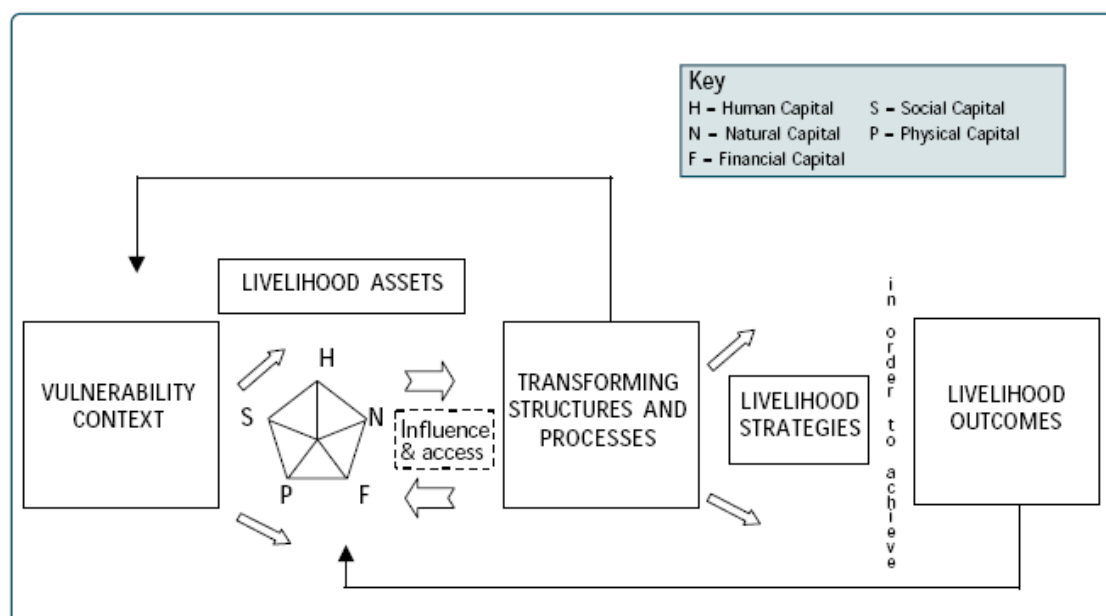 Key
H – Human Capital S – Social Capital
N – Natural Capital P – Physical Capital
F – Financial Capital
LIVELIHOOD ASSETS
VULNERABILITY
CONTEXT
H
S
N
P
F
Influence
& access
TRANSFORMING
STRUCTURES AND
PROCESSES
LIVELIHOOD
STRATEGIES
in order to achieve
LIVELIHOOD
OUTCOMES